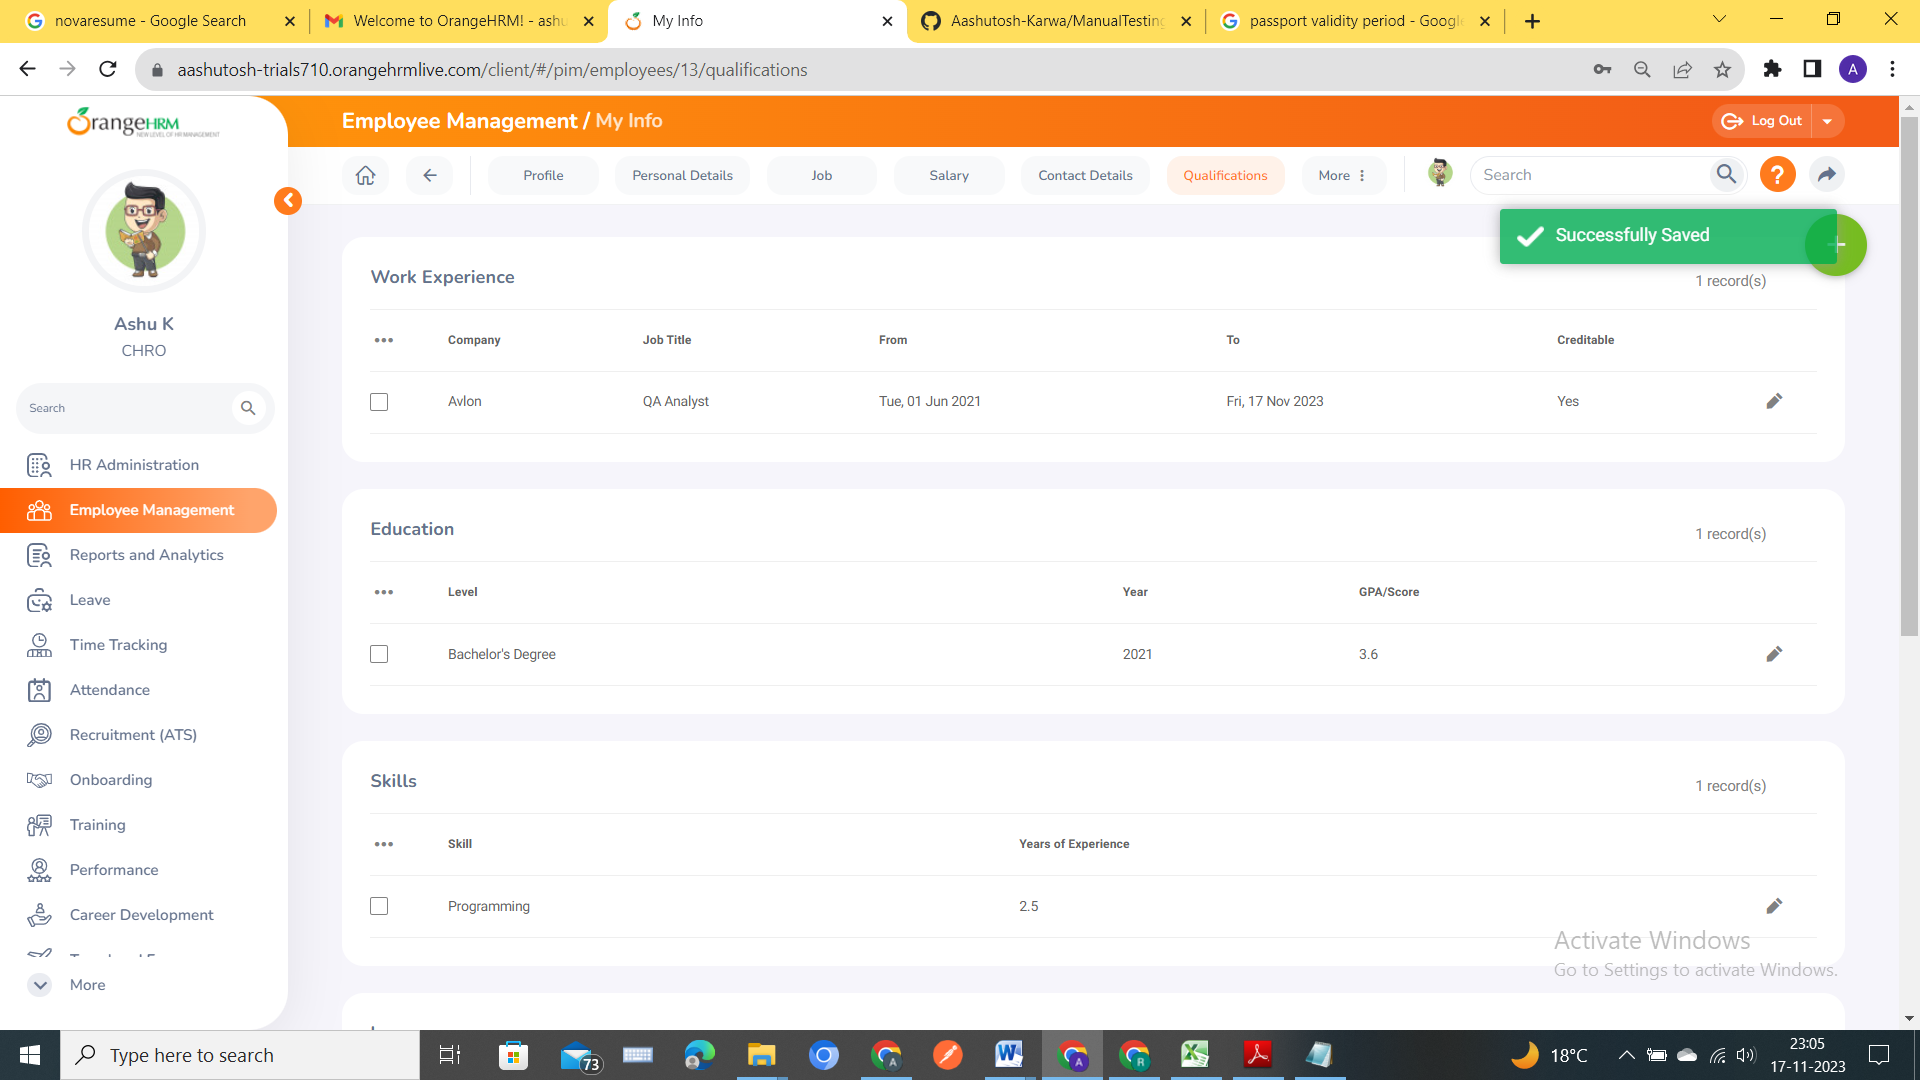 novaresume - Google Search
Welcome to OrangeHRM! - ashu
My Info
Aashutosh-Karwa/ManualTesting
passport validity period - Google
aashutosh-trials710.orangehrmlive.com/client/#/pim/employees/13/qualifications
A
OrangeHRM
NEW LEVEL OF HR MANAGEMENT
Employee Management / My Info
Log Out
Profile
Personal Details
Job
Salary
Contact Details
Qualifications
More
Search
?
Successfully Saved
Ashu K
CHRO
Search
HR Administration
Employee Management
Reports and Analytics
Leave
Time Tracking
Attendance
Recruitment (ATS)
Onboarding
Training
Performance
Career Development
More
Work Experience
1 record(s)
Company Job Title From To Creditable
Avlon QA Analyst Tue, 01 Jun 2021 Fri, 17 Nov 2023 Yes
Education
1 record(s)
Level Year GPA/Score
Bachelor's Degree 2021 3.6
Skills
1 record(s)
Skill Years of Experience
Programming 2.5
Activate Windows
Go to Settings to activate Windows.
Type here to search
73
18°C
23:05
17-11-2023